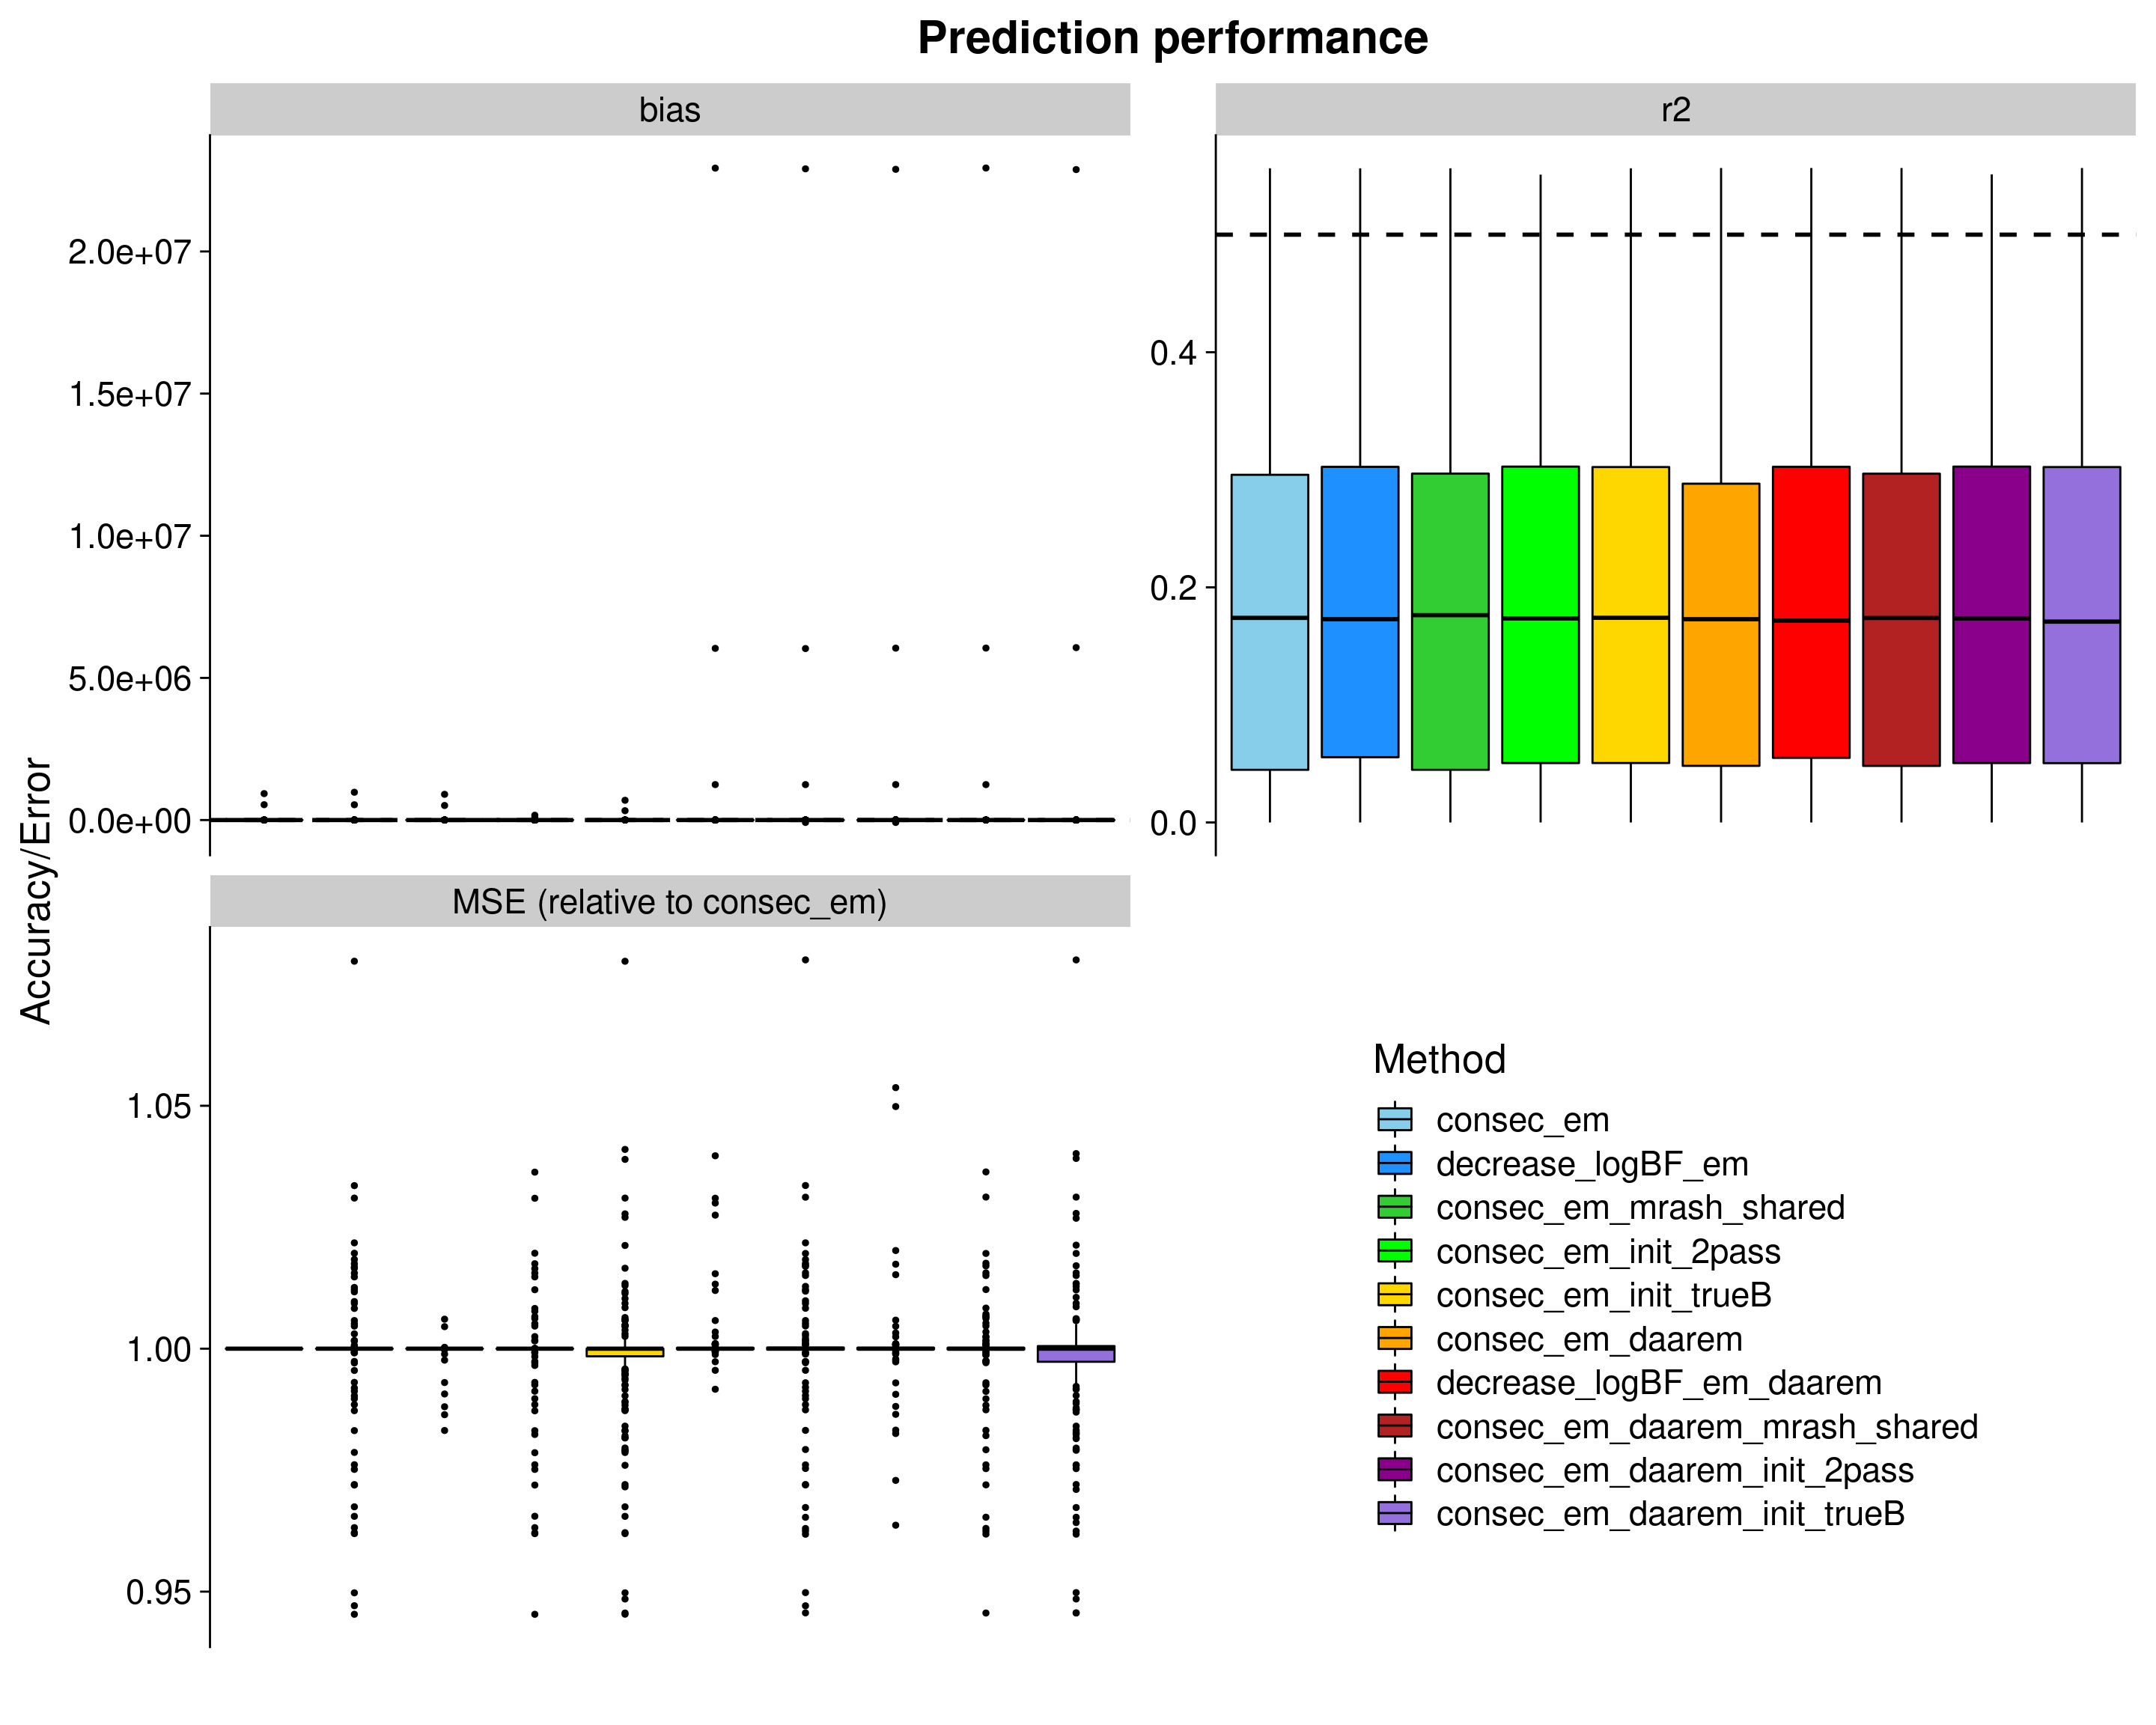 Prediction performance
bias
r2
2.0e+07
1.5e+07
1.0e+07
5.0e+06
0.0e+00
0.4
0.2
0.0
Accuracy/Error
MSE (relative to consec_em)
1.05
1.00
0.95
Method
consec_em
decrease_logBF_em
consec_em_mrash_shared
consec_em_init_2pass
consec_em_init_trueB
consec_em_daarem
decrease_logBF_em_daarem
consec_em_daarem_mrash_shared
consec_em_daarem_init_2pass
consec_em_daarem_init_trueB